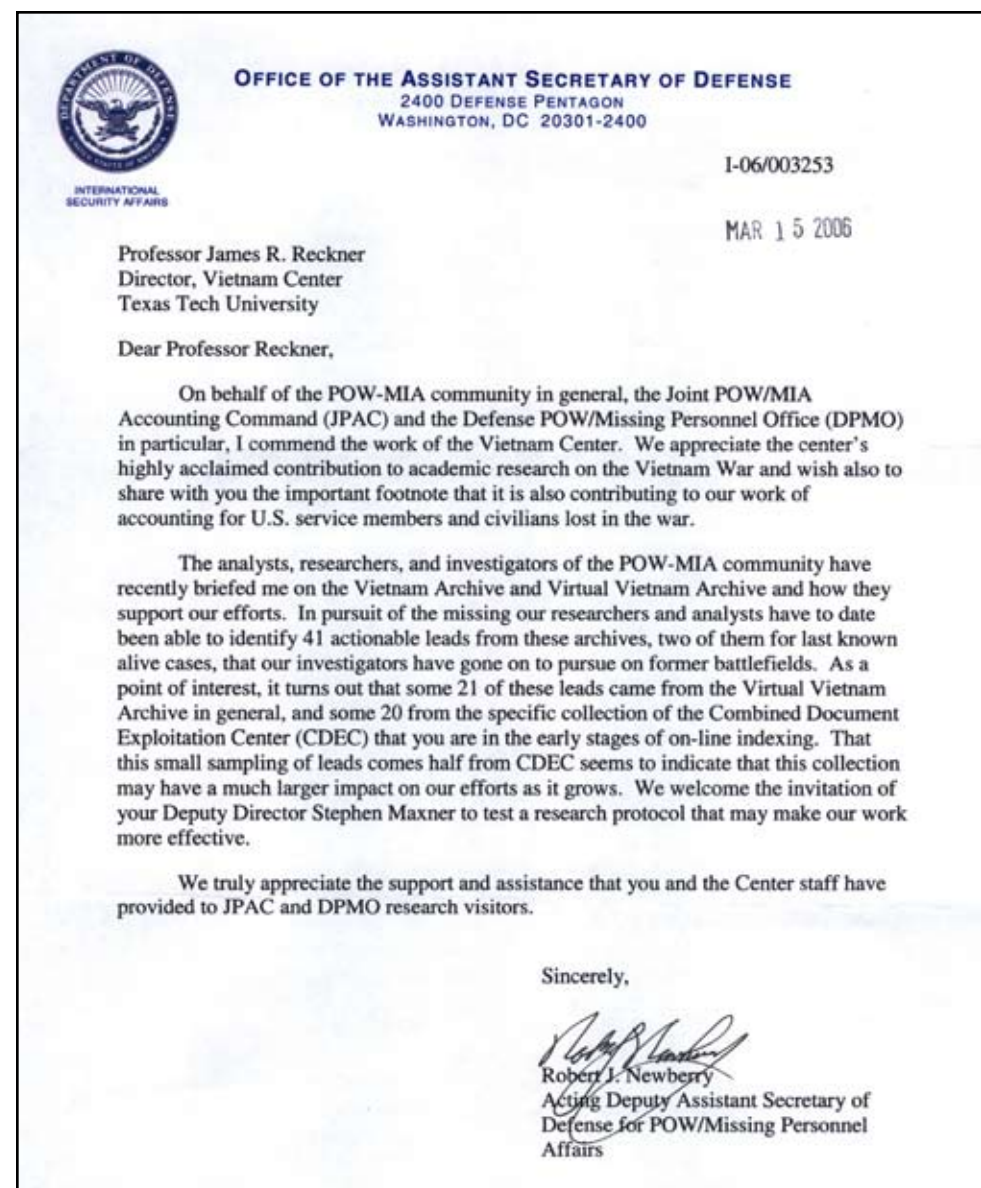 DEPARTMENT OF DEFENSE
UNITED STATES OF AMERICA
OFFICE OF THE ASSISTANT SECRETARY OF DEFENSE
2400 DEFENSE PENTAGON
WASHINGTON, DC 20301-2400
INTERNATIONAL
SECURITY AFFAIRS
I-06/003253
MAR 15 2006
Professor James R. Reckner
Director, Vietnam Center
Texas Tech University
Dear Professor Reckner,
On behalf of the POW-MIA community in general, the Joint POW/MIA
Accounting Command (JPAC) and the Defense POW/Missing Personnel Office (DPMO)
in particular, I commend the work of the Vietnam Center. We appreciate the center's
highly acclaimed contribution to academic research on the Vietnam War and wish also to
share with you the important footnote that it is also contributing to our work of
accounting for U.S. service members and civilians lost in the war.
The analysts, researchers, and investigators of the POW-MIA community have
recently briefed me on the Vietnam Archive and Virtual Vietnam Archive and how they
support our efforts. In pursuit of the missing our researchers and analysts have to date
been able to identify 41 actionable leads from these archives, two of them for last known
alive cases, that our investigators have gone on to pursue on former battlefields. As a
point of interest, it turns out that some 21 of these leads came from the Virtual Vietnam
Archive in general, and some 20 from the specific collection of the Combined Document
Exploitation Center (CDEC) that you are in the early stages of on-line indexing. That
this small sampling of leads comes half from CDEC seems to indicate that this collection
may have a much larger impact on our efforts as it grows. We welcome the invitation of
your Deputy Director Stephen Maxner to test a research protocol that may make our work
more effective.
We truly appreciate the support and assistance that you and the Center staff have
provided to JPAC and DPMO research visitors.
Sincerely,
Robert J. Newberry
Acting Deputy Assistant Secretary of
Defense for POW/Missing Personnel
Affairs